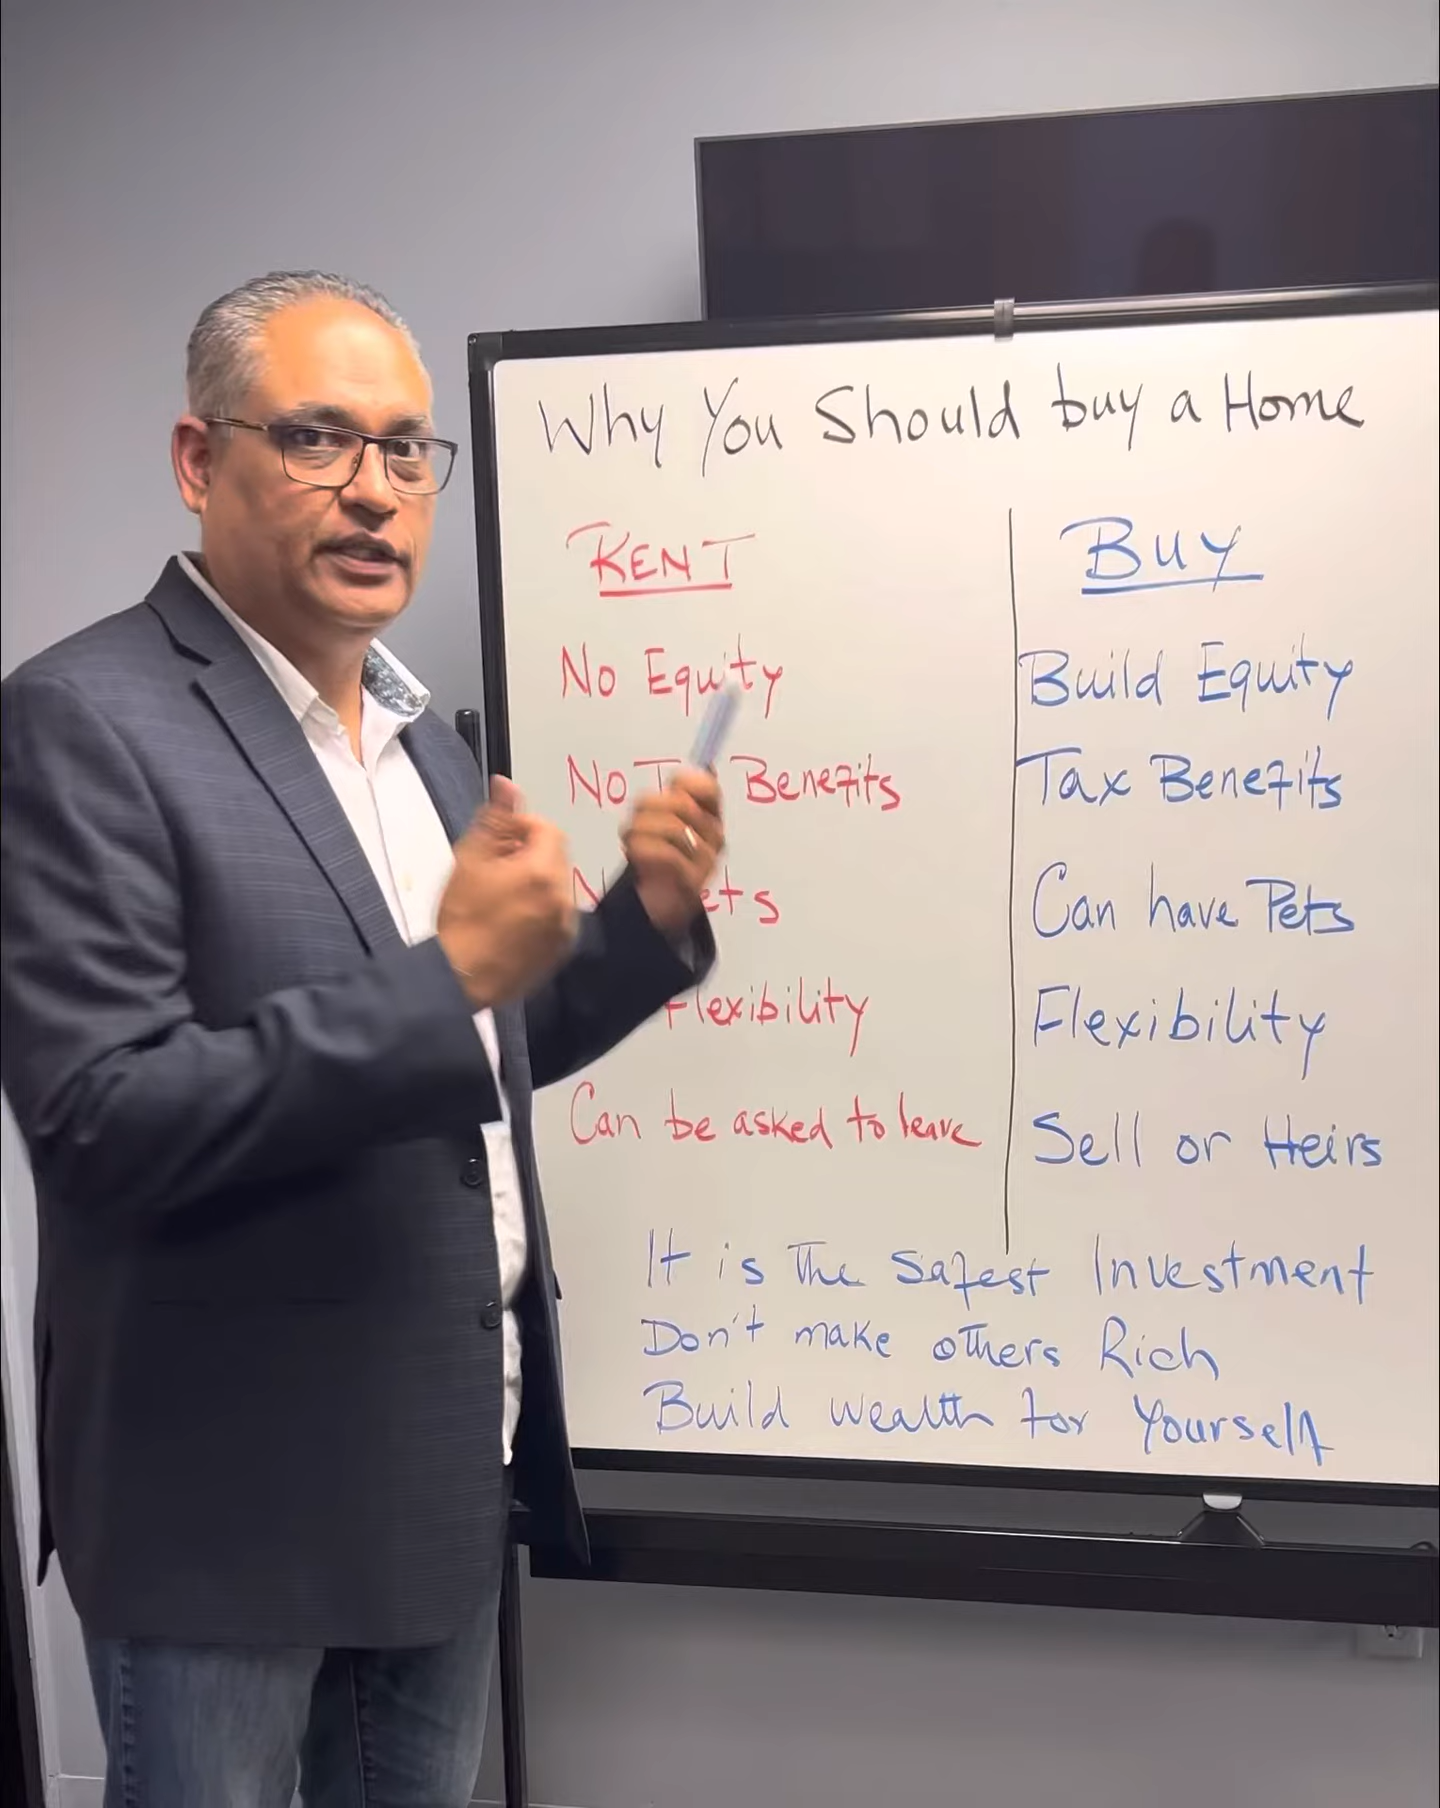 Why You Should buy a Home
RENT
BUY
No Equity
Build Equity
No Benefits
Tax Benefits
Can have Pets
Flexibility
Flexibility
Can be asked to leave
Sell or Heirs
It is The Safest Investment
Don't make others Rich
Build Wealth for Yourself